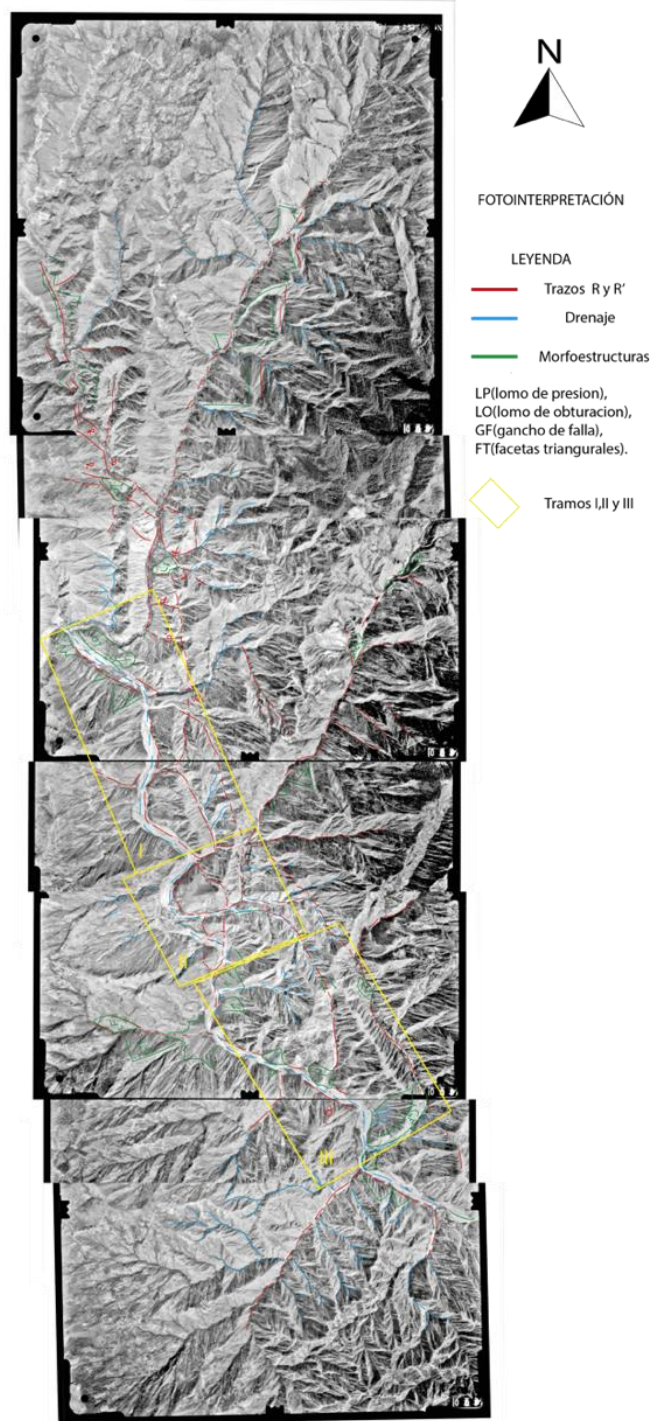 N
FOTOINTERPRETACIÓN
LEYENDA
Trazos R y R'
Drenaje
Morfoestructuras
LP(lomo de presion),
LO(lomo de obturacion),
GF(gancho de falla),
FT(facetas triangurales).
Tramos I,II y III
I
II
III